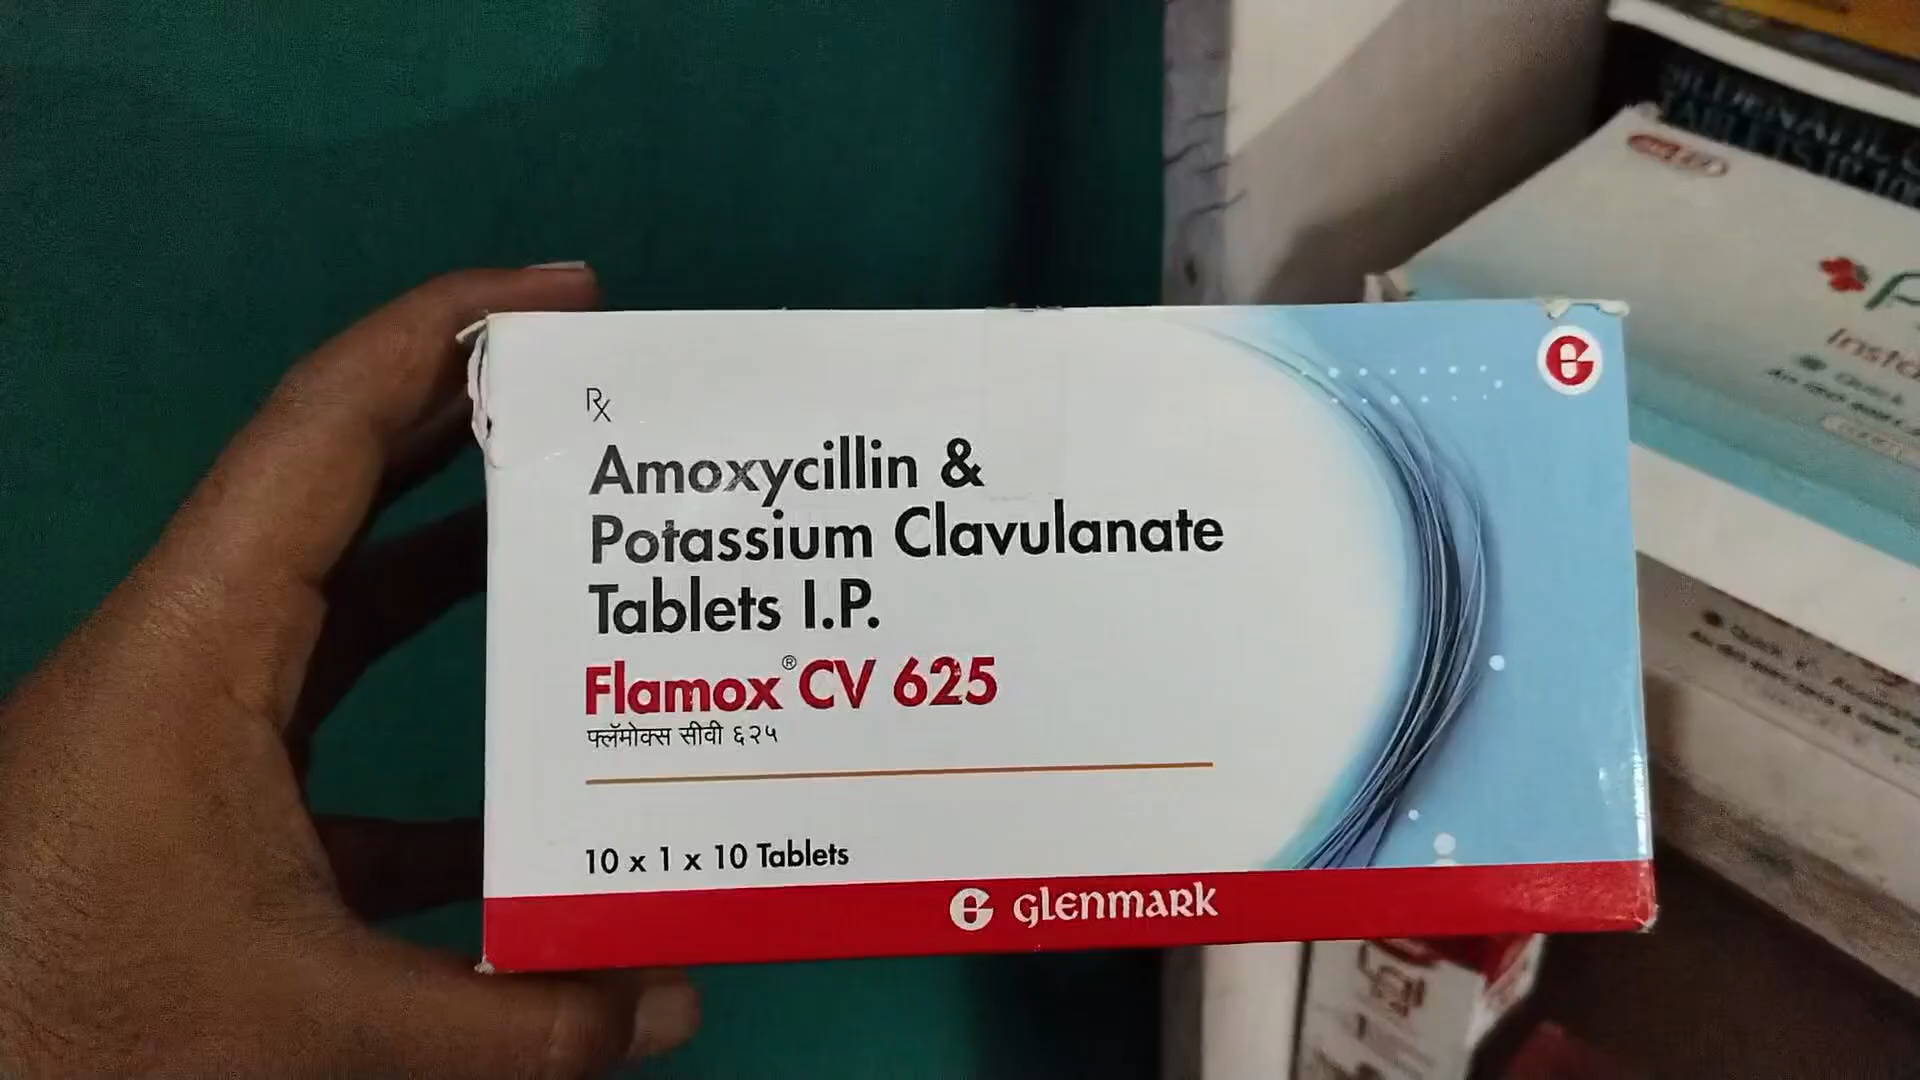 Rx
Amoxycillin &
Potassium Clavulanate
Tablets I.P.
Flamox® CV 625
फ्लॅमोक्स सीवी ६२५
10 x 1 x 10 Tablets
GLENMARK